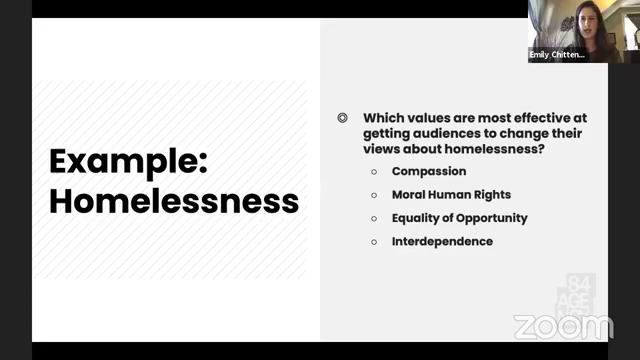 Emily Chitten...
Example:
Homelessness
Which values are most effective at
getting audiences to change their
views about homelessness?
Compassion
Moral Human Rights
Equality of Opportunity
Interdependence
84
zoom